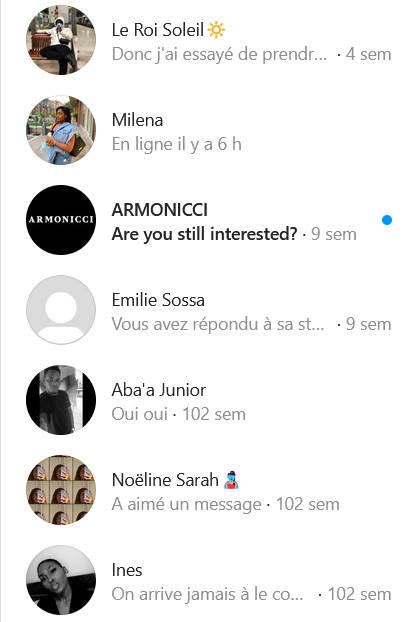 Le Roi Soleil🔆
Donc j'ai essayé de prendr... · 4 sem
Milena
En ligne il y a 6 h
ARMONICCI
ARMONICCI
Are you still interested? · 9 sem
Emilie Sossa
Vous avez répondu à sa st... · 9 sem
Aba'a Junior
Oui oui · 102 sem
Noëline Sarah
A aimé un message · 102 sem
Ines
On arrive jamais à le co... · 102 sem